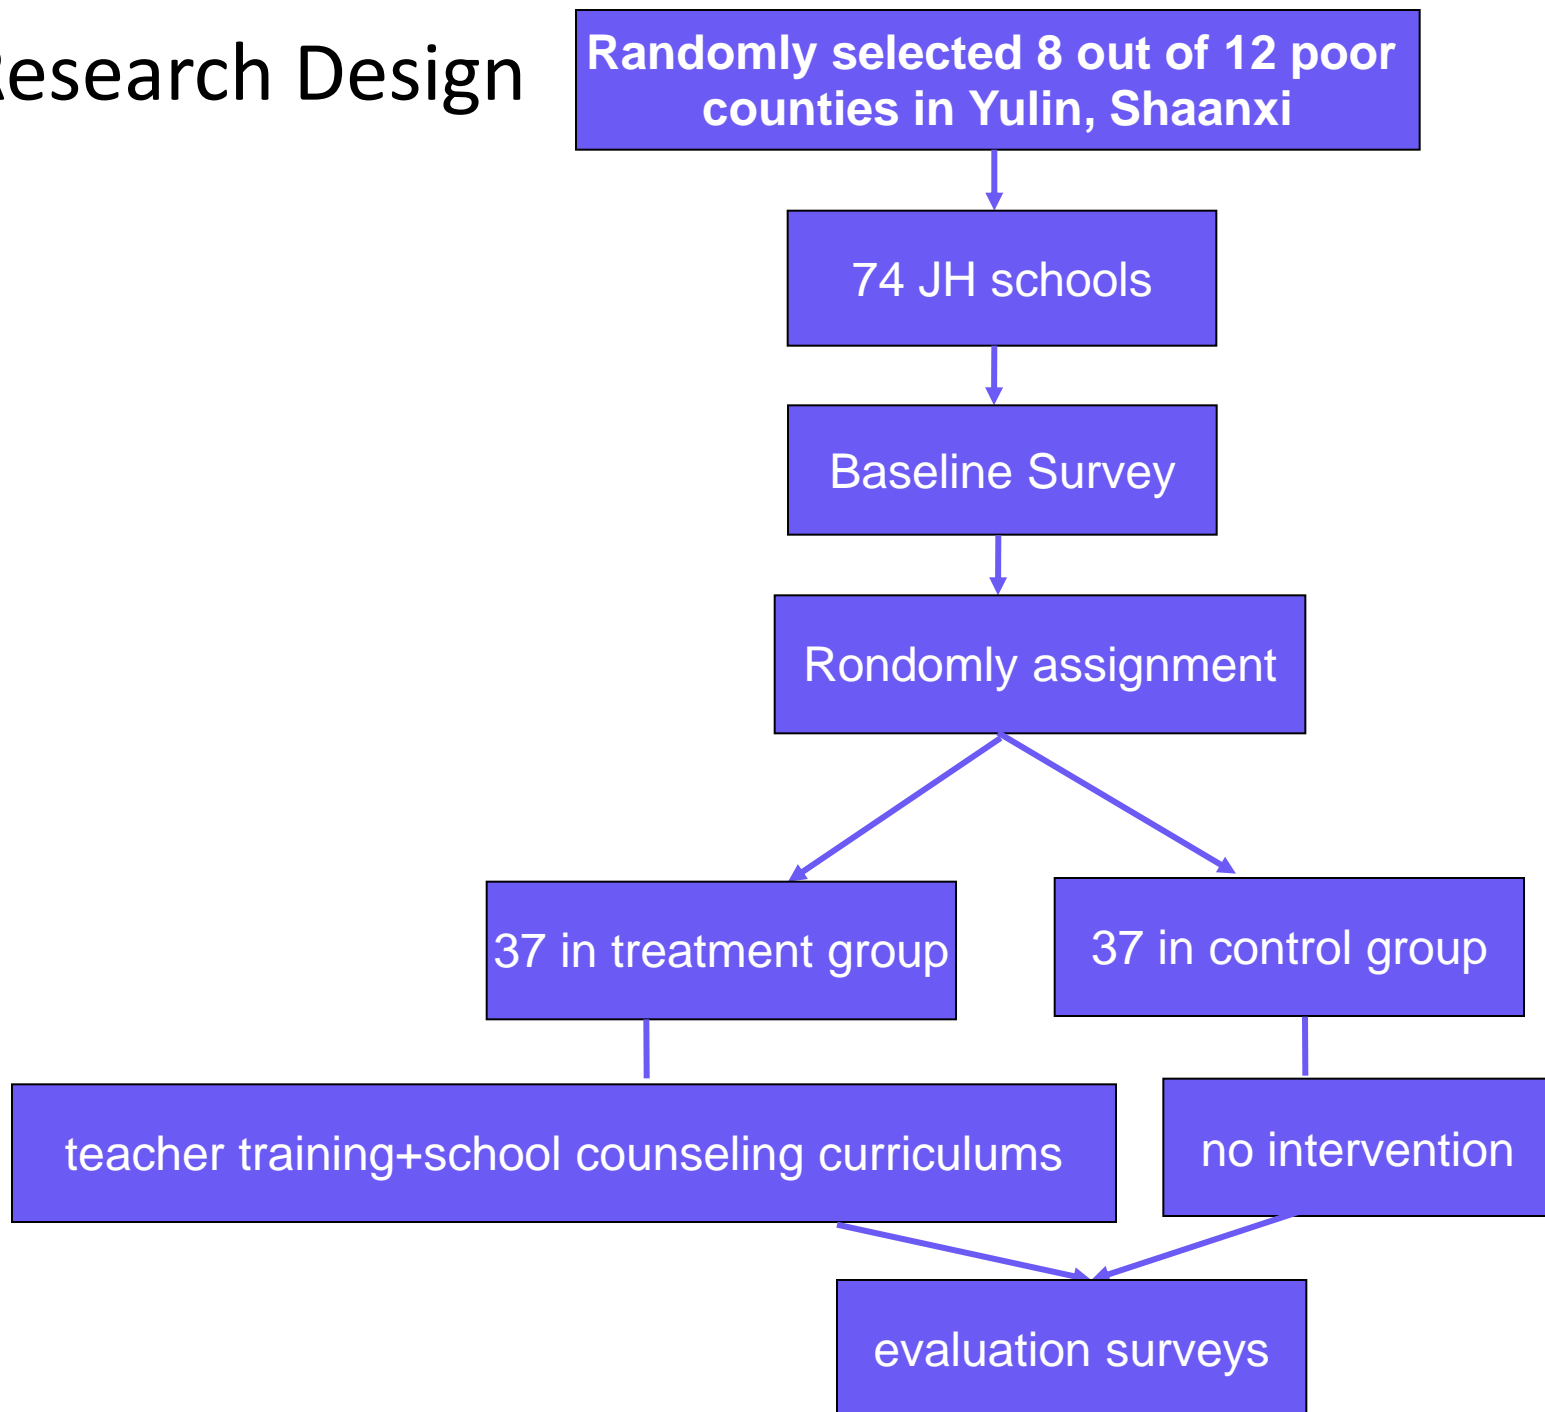 Research Design
Randomly selected 8 out of 12 poor
counties in Yulin, Shaanxi
74 JH schools
Baseline Survey
Rondomly assignment
37 in treatment group
37 in control group
teacher training+school counseling curriculums
no intervention
evaluation surveys